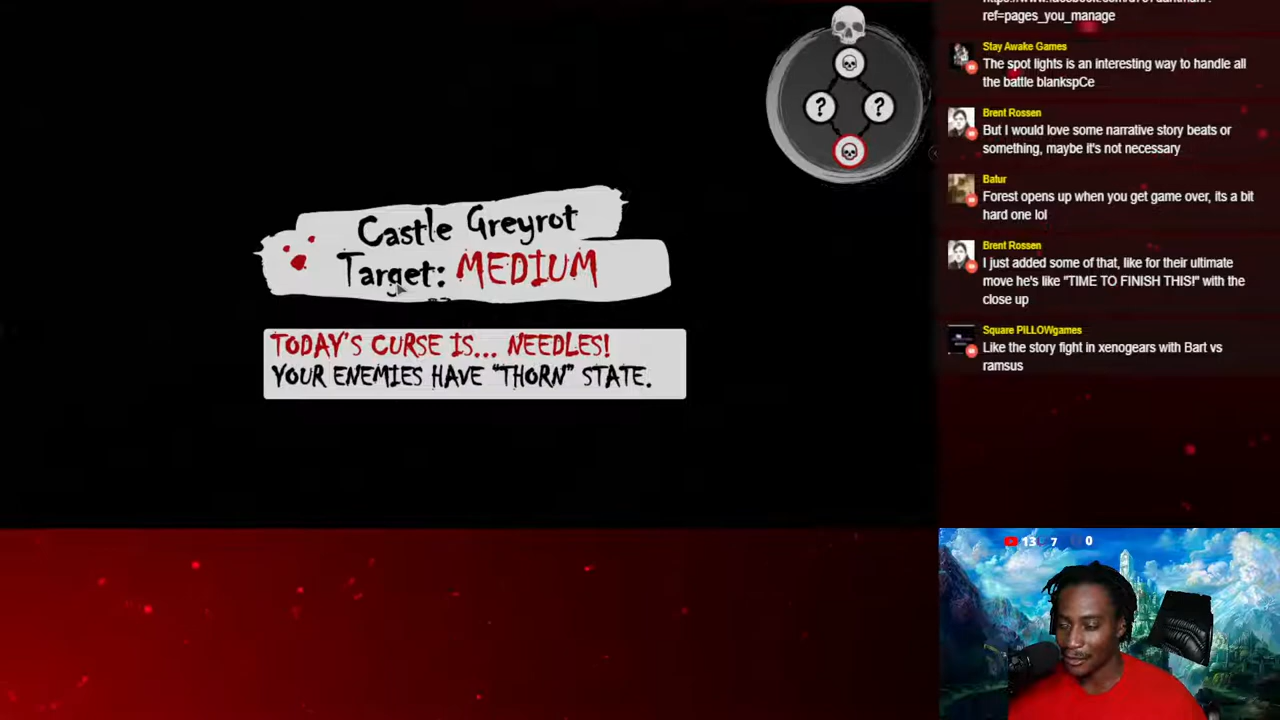 ref=pages_you_manage
Stay Awake Games
The spot lights is an interesting way to handle all
the battle blankspCe
Brent Rossen
But I would love some narrative story beats or
something, maybe it's not necessary
Batur
Forest opens up when you get game over, its a bit
hard one lol
Brent Rossen
I just added some of that, like for their ultimate
move he's like "TIME TO FINISH THIS!" with the
close up
Square PILLOWgames
Like the story fight in xenogears with Bart vs
ramsus
? ?
Castle Greyrot
Target: MEDIUM
TODAY'S CURSE IS... NEEDLES!
YOUR ENEMIES HAVE "THORN" STATE.
13 7 0